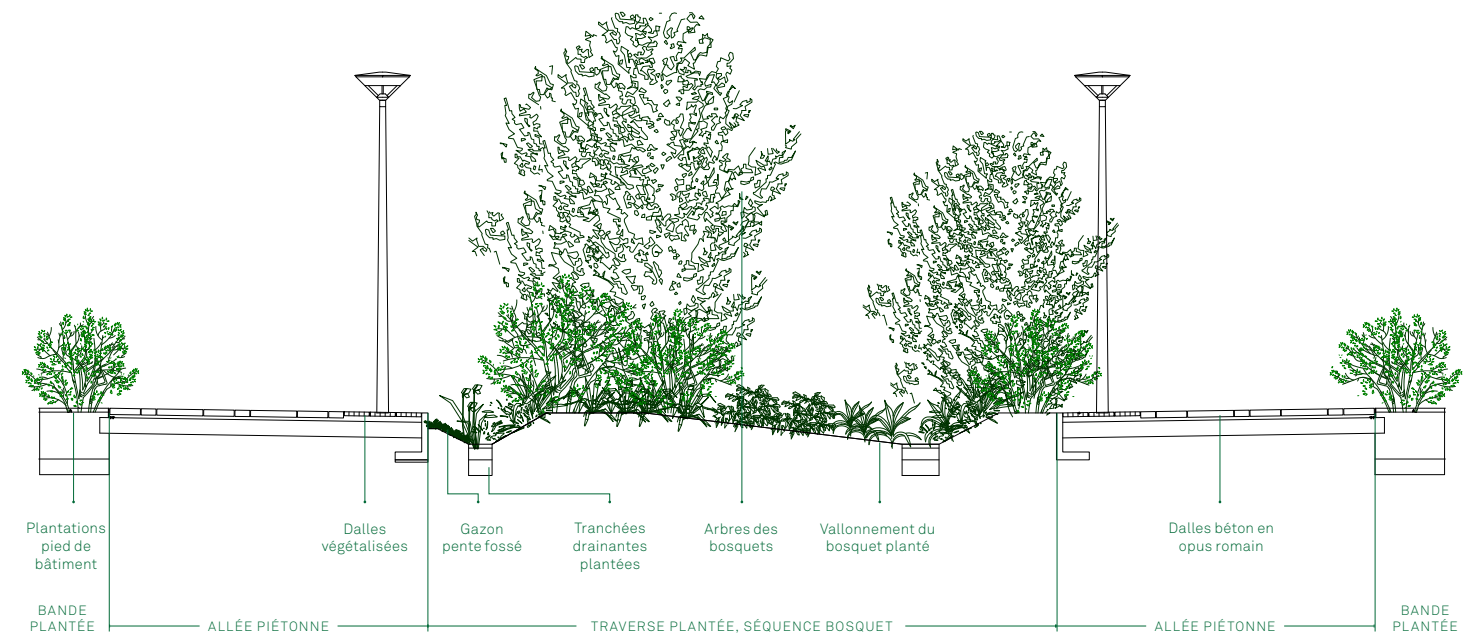 Plantations
pied de
bâtiment
Dalles
végétalisées
Gazon
pente fossé
Tranchées
drainantes
plantées
Arbres des
bosquets
Vallonnement du
bosquet planté
Dalles béton en
opus romain
BANDE
PLANTÉE
ALLÉE PIÉTONNE
TRAVERSE PLANTÉE, SÉQUENCE BOSQUET
ALLÉE PIÉTONNE
BANDE
PLANTÉE